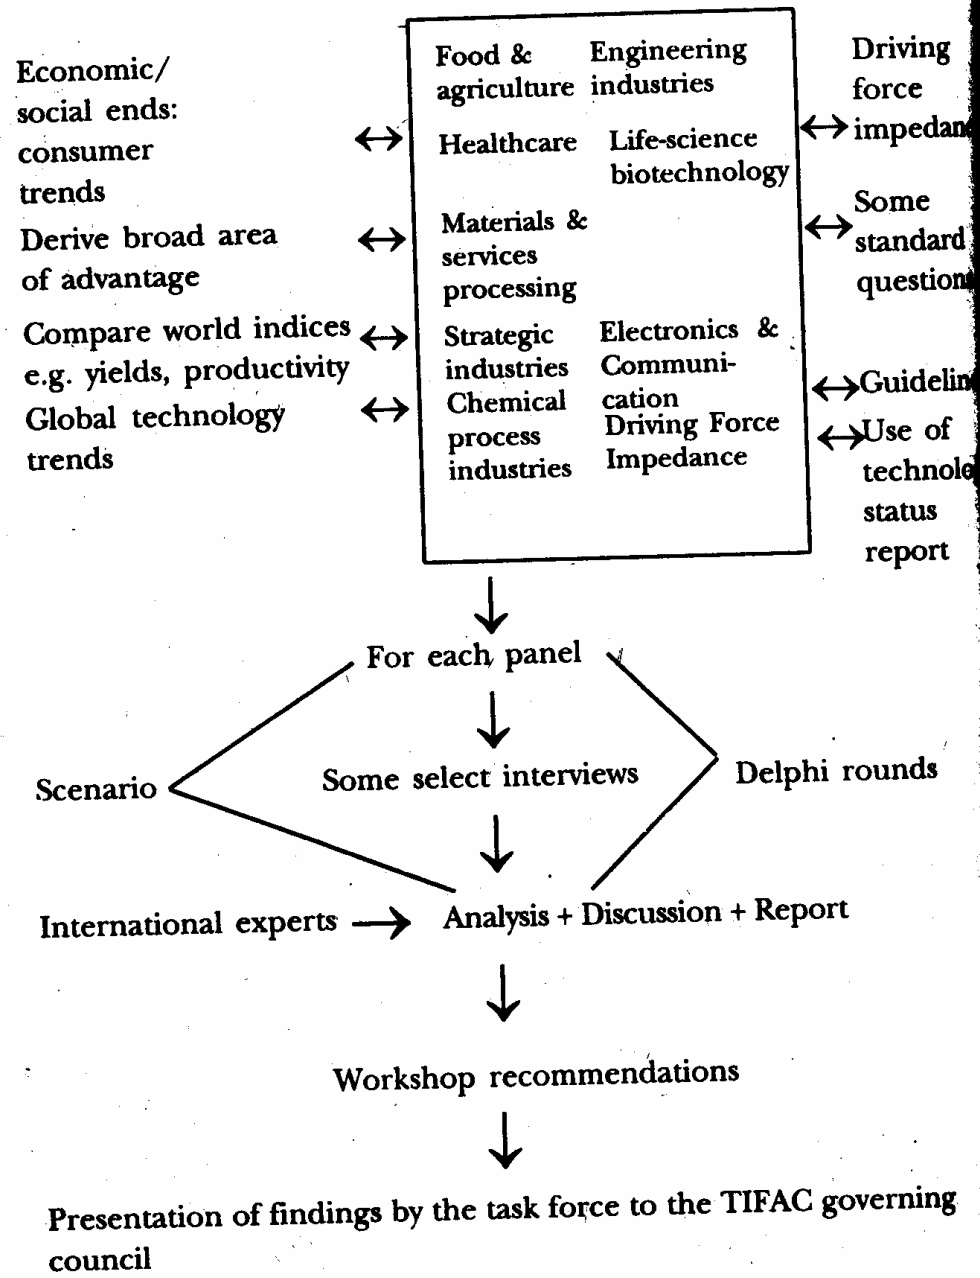 Economic/
social ends:
consumer
trends
Derive broad area
of advantage
Compare world indices
e.g. yields, productivity
Global technology
trends
Food &
agriculture
Engineering
industries
Healthcare
Life-science
biotechnology
Materials &
services
processing
Strategic
industries
Electronics &
Communi-
cation
Chemical
process
industries
Driving Force
Impedance
Driving
force
impedan
Some
standard
question
Guidelin
Use of
technolo
status
report
For each panel
Scenario
Some select interviews
Delphi rounds
International experts
Analysis + Discussion + Report
Workshop recommendations
Presentation of findings by the task force to the TIFAC governing
council